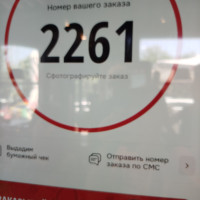 Номер вашего заказа
2261
Сфотографируйте заказ
Выдадим
бумажный чек
Отправить номер
заказа по СМС